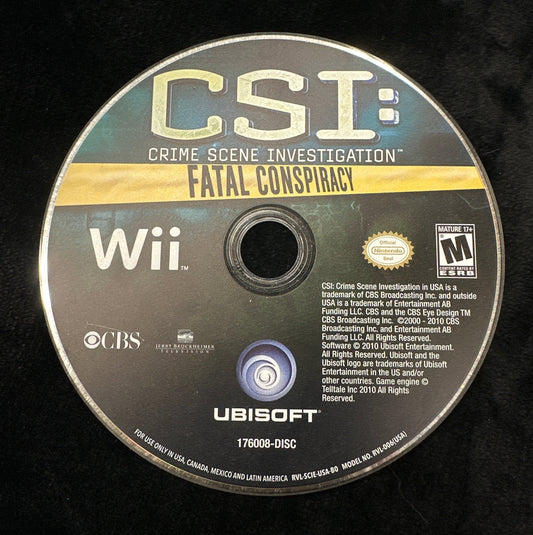 CSI:
CRIME SCENE INVESTIGATION™
FATAL CONSPIRACY
Wii™
Official
Nintendo
Seal
MATURE 17+
M
CONTENT RATED BY
ESRB
CSI: Crime Scene Investigation in USA is a
trademark of CBS Broadcasting Inc. and outside
USA is a trademark of Entertainment AB
Funding LLC. CBS and the CBS Eye Design TM
CBS Broadcasting Inc. ©2000 - 2010 CBS
Broadcasting Inc. and Entertainment AB
Funding LLC. All Rights Reserved.
Software © 2010 Ubisoft Entertainment.
All Rights Reserved. Ubisoft and the
Ubisoft logo are trademarks of Ubisoft
Entertainment in the US and/or
other countries. Game engine ©
Telltale Inc 2010 All Rights
Reserved.
CBS
JERRY BRUCKHEIMER
TELEVISION
UBISOFT
176008-DISC
FOR USE ONLY IN USA, CANADA, MEXICO AND LATIN AMERICA RVL-SCIE-USA-B0 MODEL NO. RVL-006(USA)